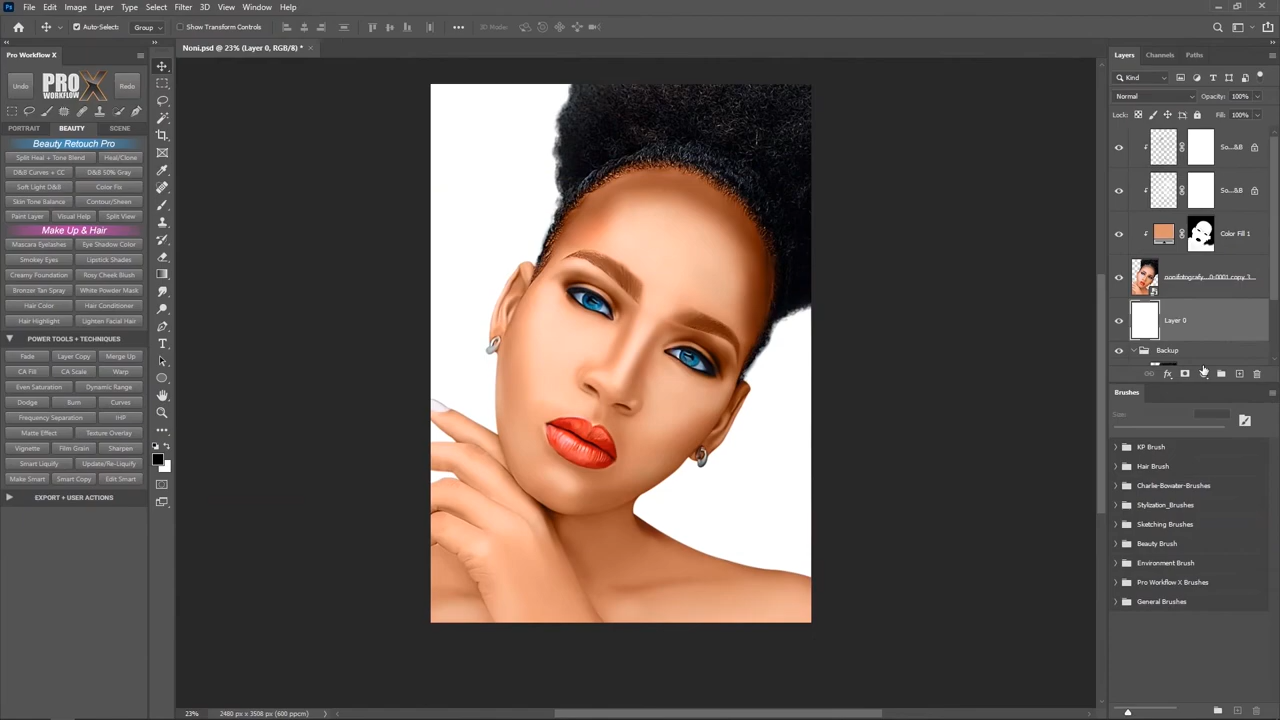 File Edit Image Layer Type Select Filter 3D View Window Help
Auto-Select: Group Show Transform Controls 3D Mode:
Pro Workflow X
Noni.psd @ 23% (Layer 0, RGB/8) *
Undo PRO X WORKFLOW Redo
PORTRAIT BEAUTY SCENE
Beauty Retouch Pro
Split Heal + Tone Blend Heal/Clone
D&B Curves + CC D&B 50% Gray
Soft Light D&B Color Fix
Skin Tone Balance Contour/Sheen
Paint Layer Visual Help Split View
Make Up & Hair
Mascara Eyelashes Eye Shadow Color
Smokey Eyes Lipstick Shades
Creamy Foundation Rosy Cheek Blush
Bronzer Tan Spray White Powder Mask
Hair Color Hair Conditioner
Hair Highlight Lighten Facial Hair
POWER TOOLS + TECHNIQUES
Fade Layer Copy Merge Up
CA Fill CA Scale Warp
Even Saturation Dynamic Range
Dodge Burn Curves
Frequency Separation IHP
Matte Effect Texture Overlay
Vignette Film Grain Sharpen
Smart Liquify Update/Re-Liquify
Make Smart Smart Copy Edit Smart
EXPORT + USER ACTIONS
Layers Channels Paths
Kind
Normal Opacity: 100%
Lock: Fill: 100%
So...&B
So...&B
Color Fill 1
Layer 0
Backup
Brushes
Size:
KP Brush
Hair Brush
Charlie-Bowater-Brushes
Stylization_Brushes
Sketching Brushes
Beauty Brush
Environment Brush
Pro Workflow X Brushes
General Brushes
23% 2480 px x 3508 px (600 ppcm)